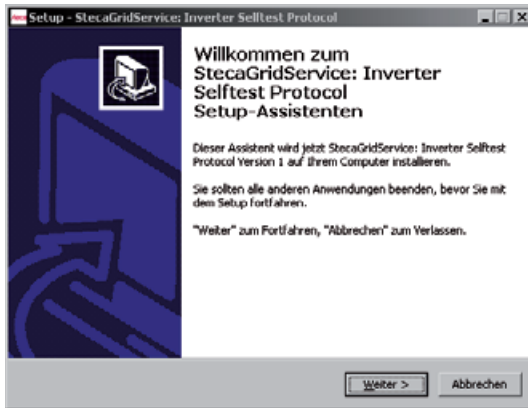 Setup - StecaGridService: Inverter Selltest Protocol
Willkommen zum
StecaGridService: Inverter
Selftest Protocol
Setup-Assistenten
Dieser Assistent wird jetzt StecaGridService: Inverter Selftest
Protocol Version 1 auf Ihrem Computer installieren.
Sie sollten alle anderen Anwendungen beenden, bevor Sie mit
dem Setup fortfahren.
"Weiter" zum Fortfahren, "Abbrechen" zum Verlassen.
Weiter >
Abbrechen